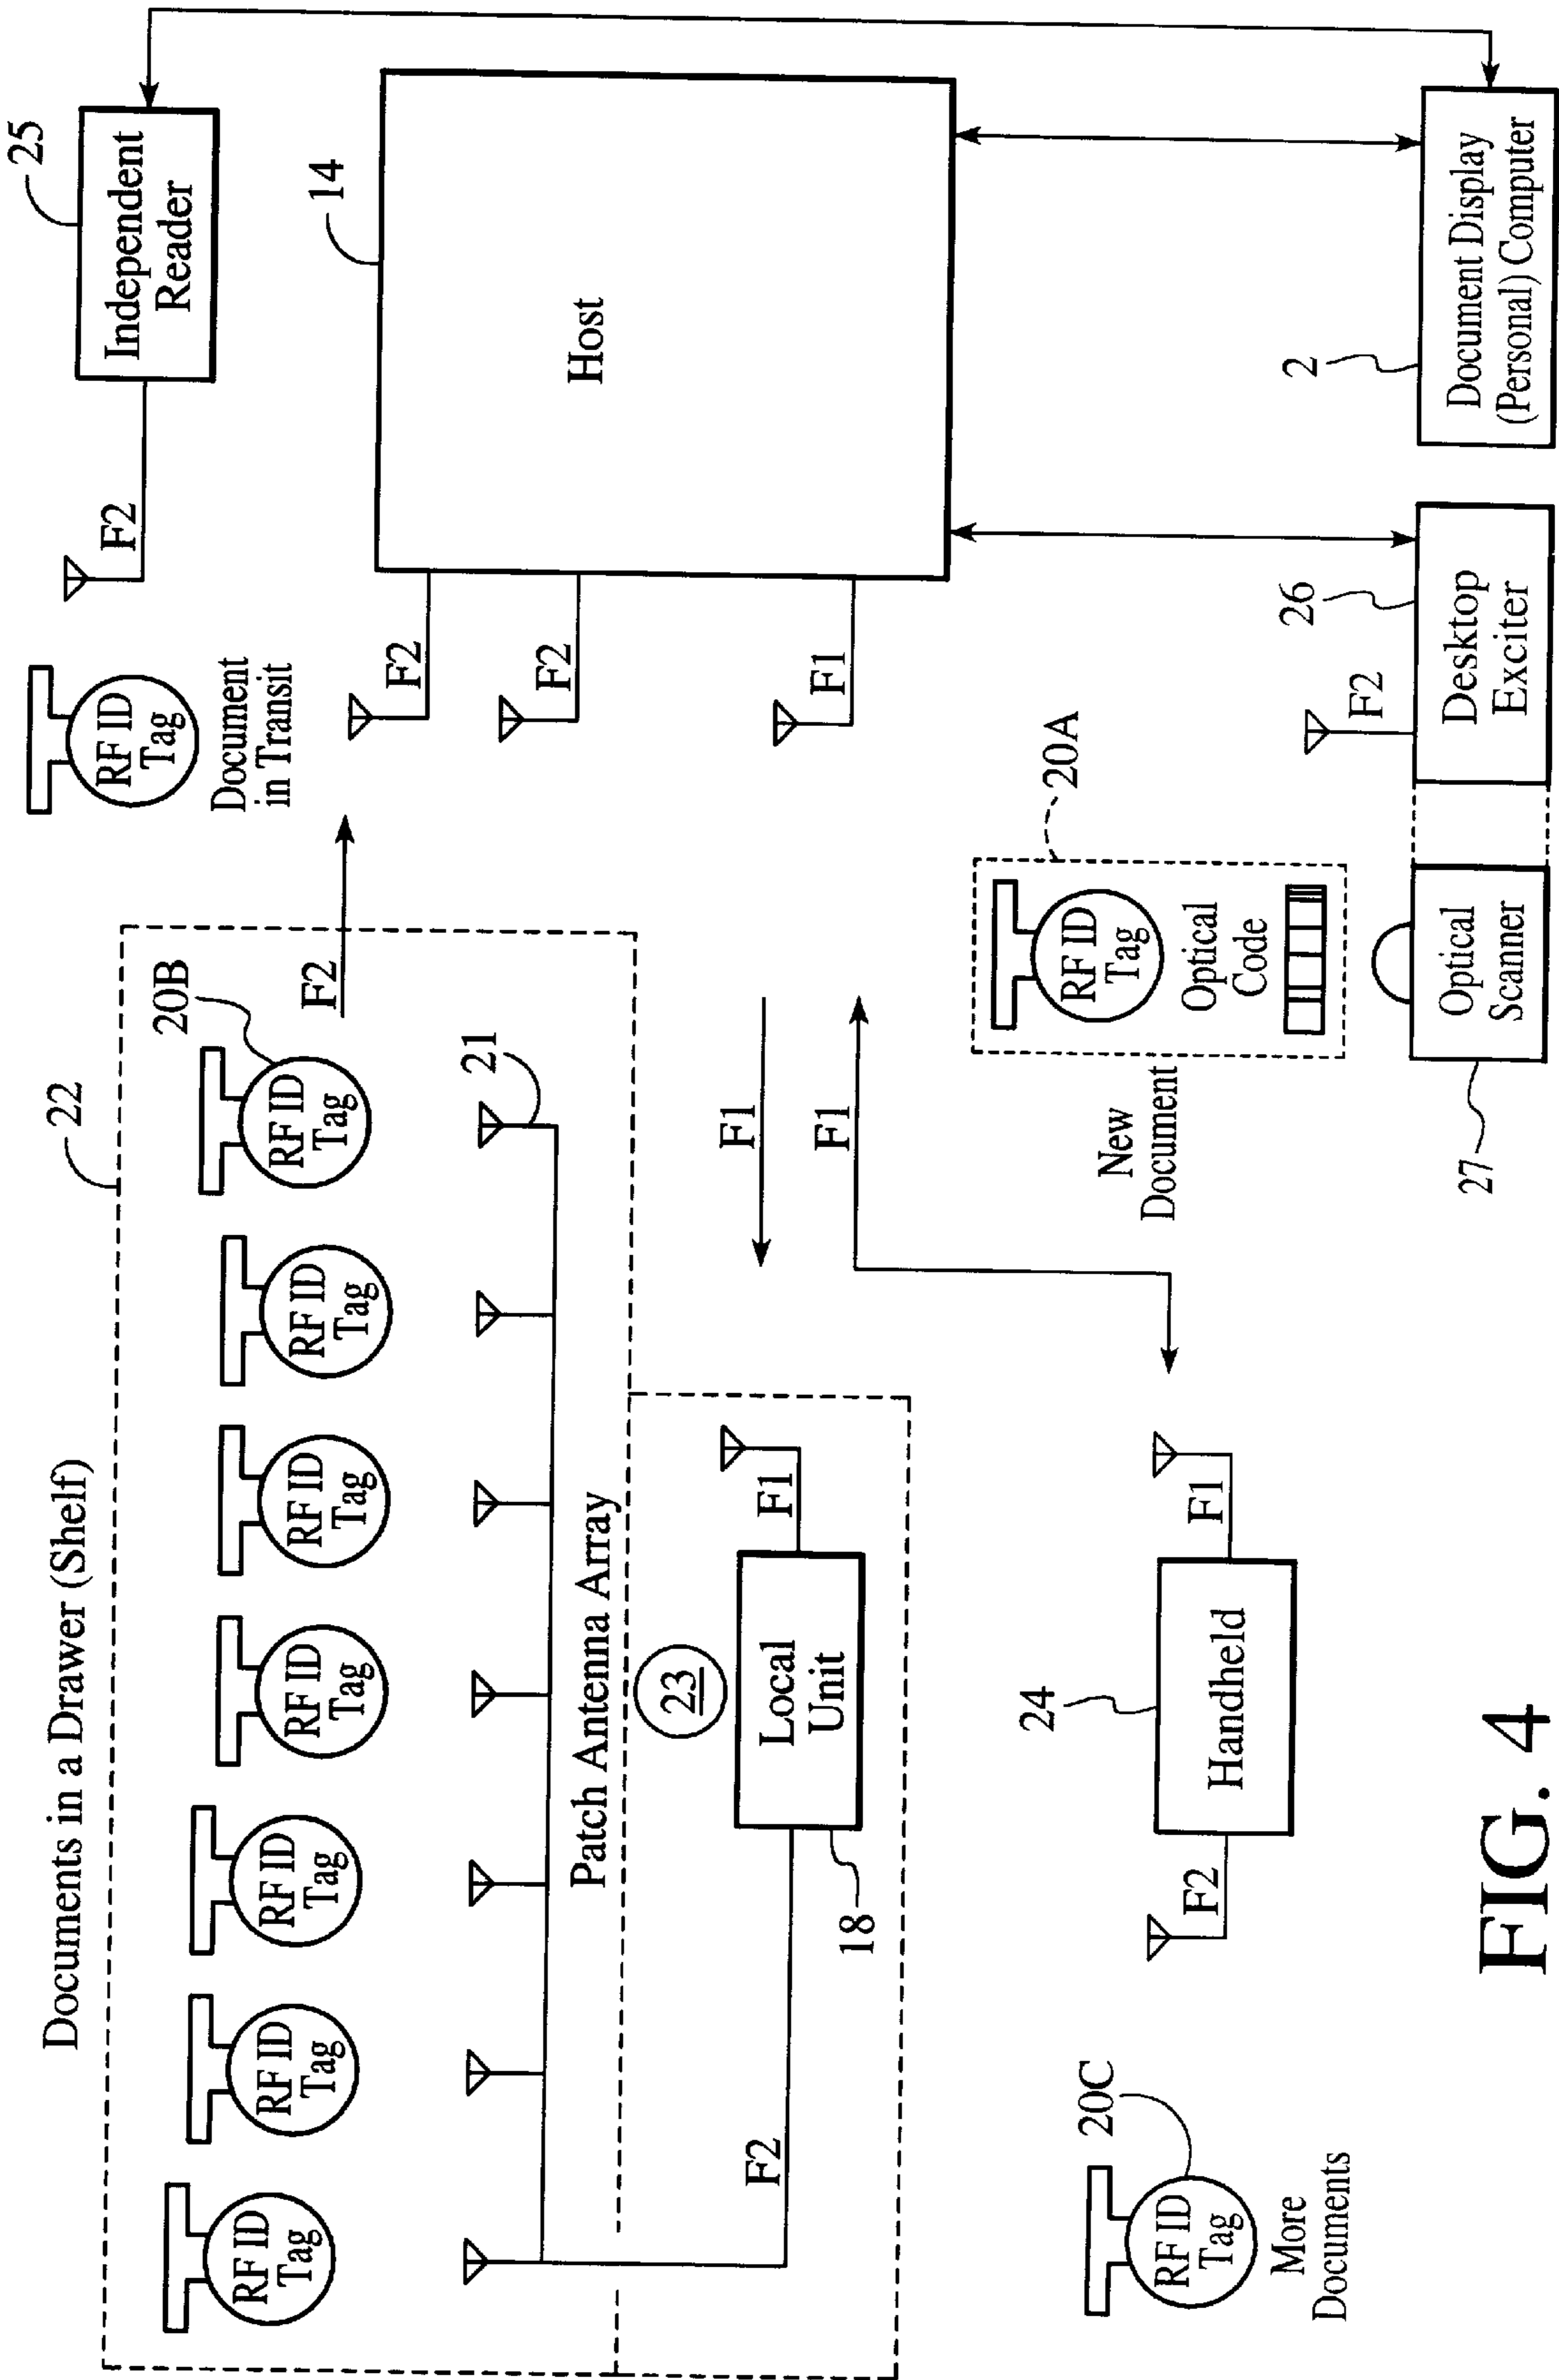 Documents in a Drawer (Shelf)
22
RF ID
Tag
RF ID
Tag
RF ID
Tag
RF ID
Tag
RF ID
Tag
RF ID
Tag
RF ID
Tag
20B
F2
21
Patch Antenna Array
23
Local
Unit
18
F2
F1
RF ID
Tag
Document
in Transit
F2
Independent
Reader
25
F2
F2
F1
Host
14
F1
F1
Handheld
24
F2
F1
RF ID
Tag
20C
More
Documents
New
Document
RF ID
Tag
Optical
Code
20A
Optical
Scanner
27
Desktop
Exciter
26
F2
Document Display
(Personal) Computer
2
FIG. 4